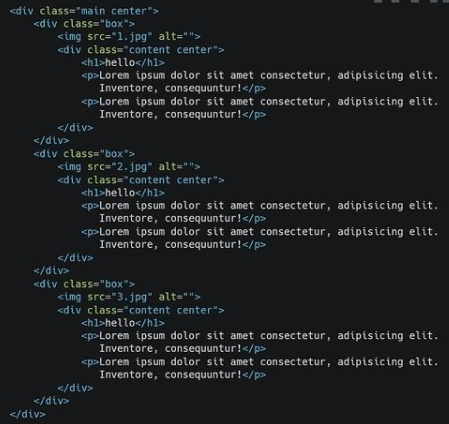 <div class="main center">
<div class="box">
<img src="1.jpg" alt="">
<div class="content center">
<h1>hello</h1>
<p>Lorem ipsum dolor sit amet consectetur, adipisicing elit.
Inventore, consequuntur!</p>
<p>Lorem ipsum dolor sit amet consectetur, adipisicing elit.
Inventore, consequuntur!</p>
</div>
</div>
<div class="box">
<img src="2.jpg" alt="">
<div class="content center">
<h1>hello</h1>
<p>Lorem ipsum dolor sit amet consectetur, adipisicing elit.
Inventore, consequuntur!</p>
<p>Lorem ipsum dolor sit amet consectetur, adipisicing elit.
Inventore, consequuntur!</p>
</div>
</div>
<div class="box">
<img src="3.jpg" alt="">
<div class="content center">
<h1>hello</h1>
<p>Lorem ipsum dolor sit amet consectetur, adipisicing elit.
Inventore, consequuntur!</p>
<p>Lorem ipsum dolor sit amet consectetur, adipisicing elit.
Inventore, consequuntur!</p>
</div>
</div>
</div>